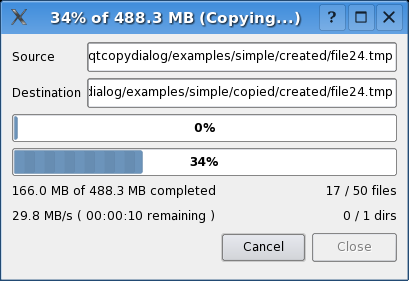 34% of 488.3 MB (Copying...)
Source qtcopydialog/examples/simple/created/file24.tmp
Destination dialog/examples/simple/copied/created/file24.tmp
0%
34%
166.0 MB of 488.3 MB completed 17 / 50 files
29.8 MB/s ( 00:00:10 remaining ) 0 / 1 dirs
Cancel Close